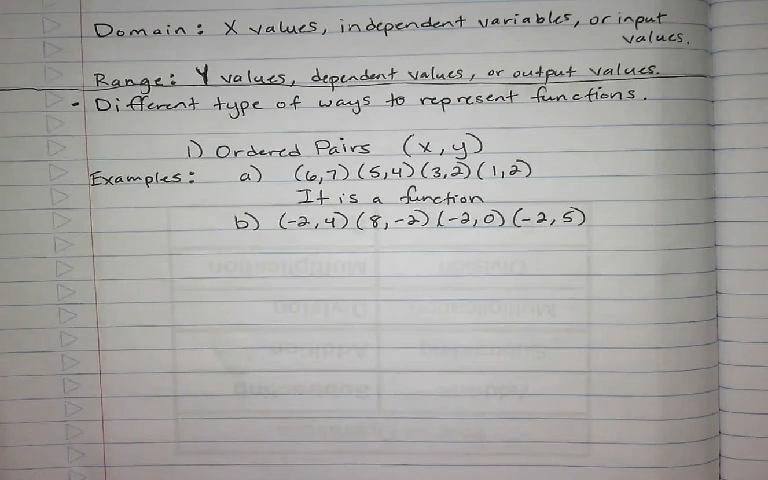 Domain: X values, independent variables, or input
values.
Range: Y values, dependent values, or output values.
• Different type of ways to represent functions.
1) Ordered Pairs (x,y)
Examples: a) (6,7) (5,4) (3,2) (1,2)
It is a function
b) (-2,4) (8,-2) (-2,0) (-2,5)